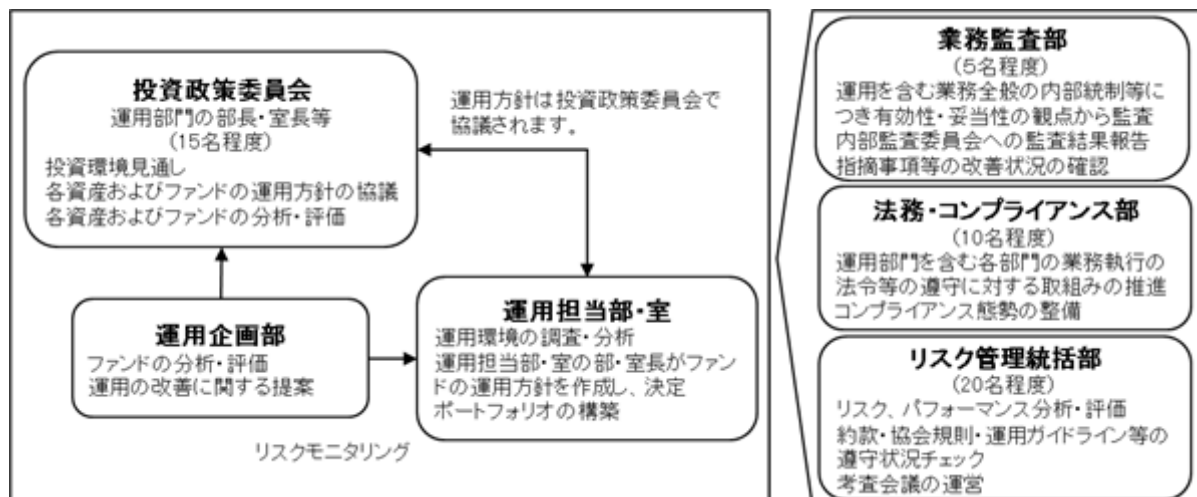 投資政策委員会
運用部門の部長・室長等
(15名程度)
投資環境見通し
各資産およびファンドの運用方針の協議
各資産およびファンドの分析・評価
運用方針は投資政策委員会で
協議されます。
運用企画部
ファンドの分析・評価
運用の改善に関する提案
運用担当部・室
運用環境の調査・分析
運用担当部・室の部・室長がファン
ドの運用方針を作成し、決定
ポートフォリオの構築
リスクモニタリング
業務監査部
(5名程度)
運用を含む業務全般の内部統制等に
つき有効性・妥当性の観点から監査
内部監査委員会への監査結果報告
指摘事項等の改善状況の確認
法務・コンプライアンス部
(10名程度)
運用部門を含む各部門の業務執行の
法令等の遵守に対する取組みの推進
コンプライアンス態勢の整備
リスク管理統括部
(20名程度)
リスク、パフォーマンス分析・評価
約款・協会規則・運用ガイドライン等の
遵守状況チェック
考査会議の運営